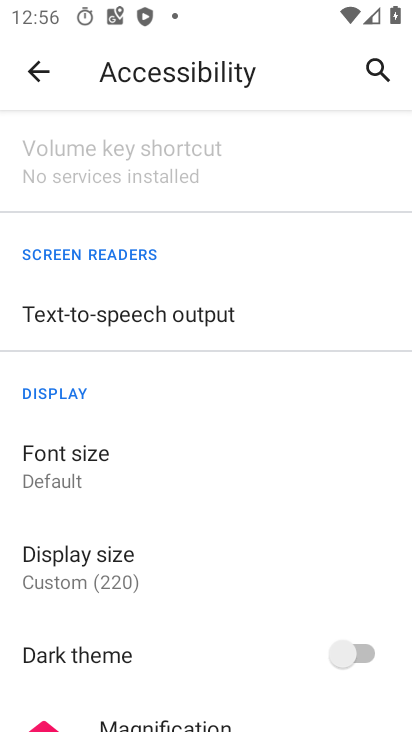 12:56
Accessibility
Volume key shortcut
No services installed
SCREEN READERS
Text-to-speech output
DISPLAY
Font size
Default
Display size
Custom (220)
Dark theme
Magnification